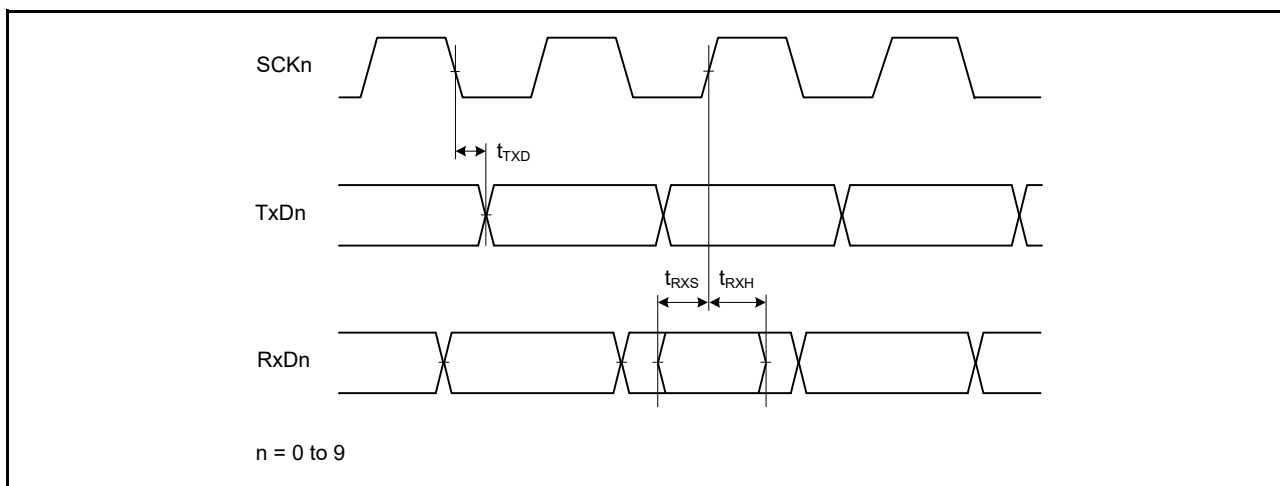 SCKn
tTXD
TxDn
tRXS tRXH
RxDn
n = 0 to 9